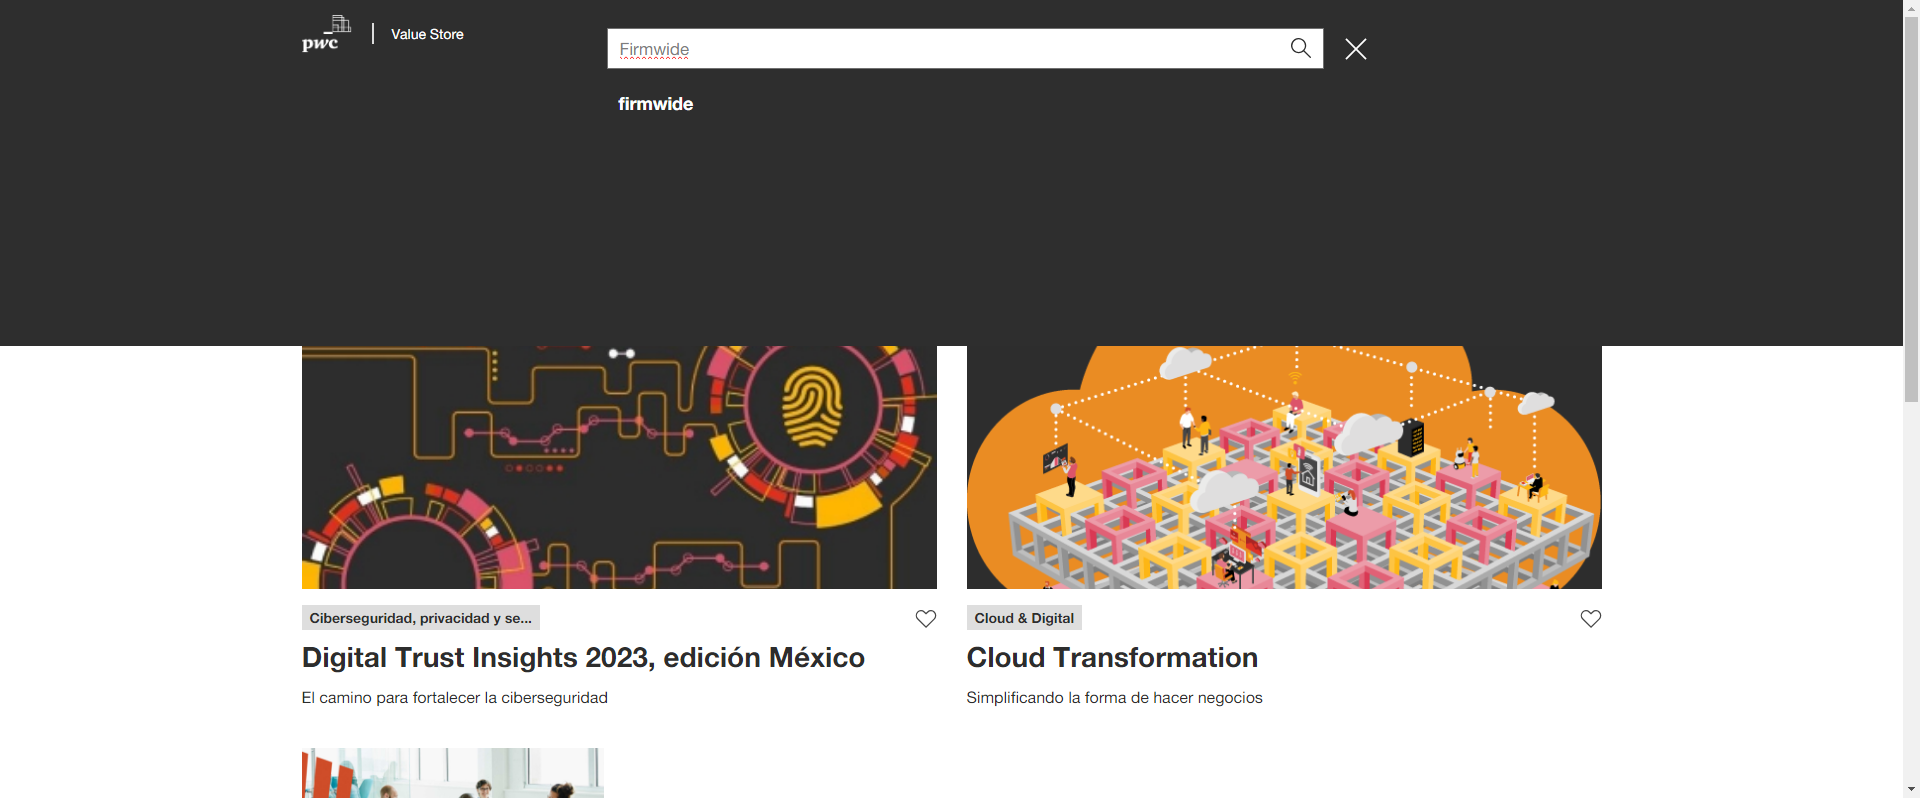 pwc
Value Store
Firmwide
firmwide
Ciberseguridad, privacidad y se...
Digital Trust Insights 2023, edición México
El camino para fortalecer la ciberseguridad
Cloud & Digital
Cloud Transformation
Simplificando la forma de hacer negocios